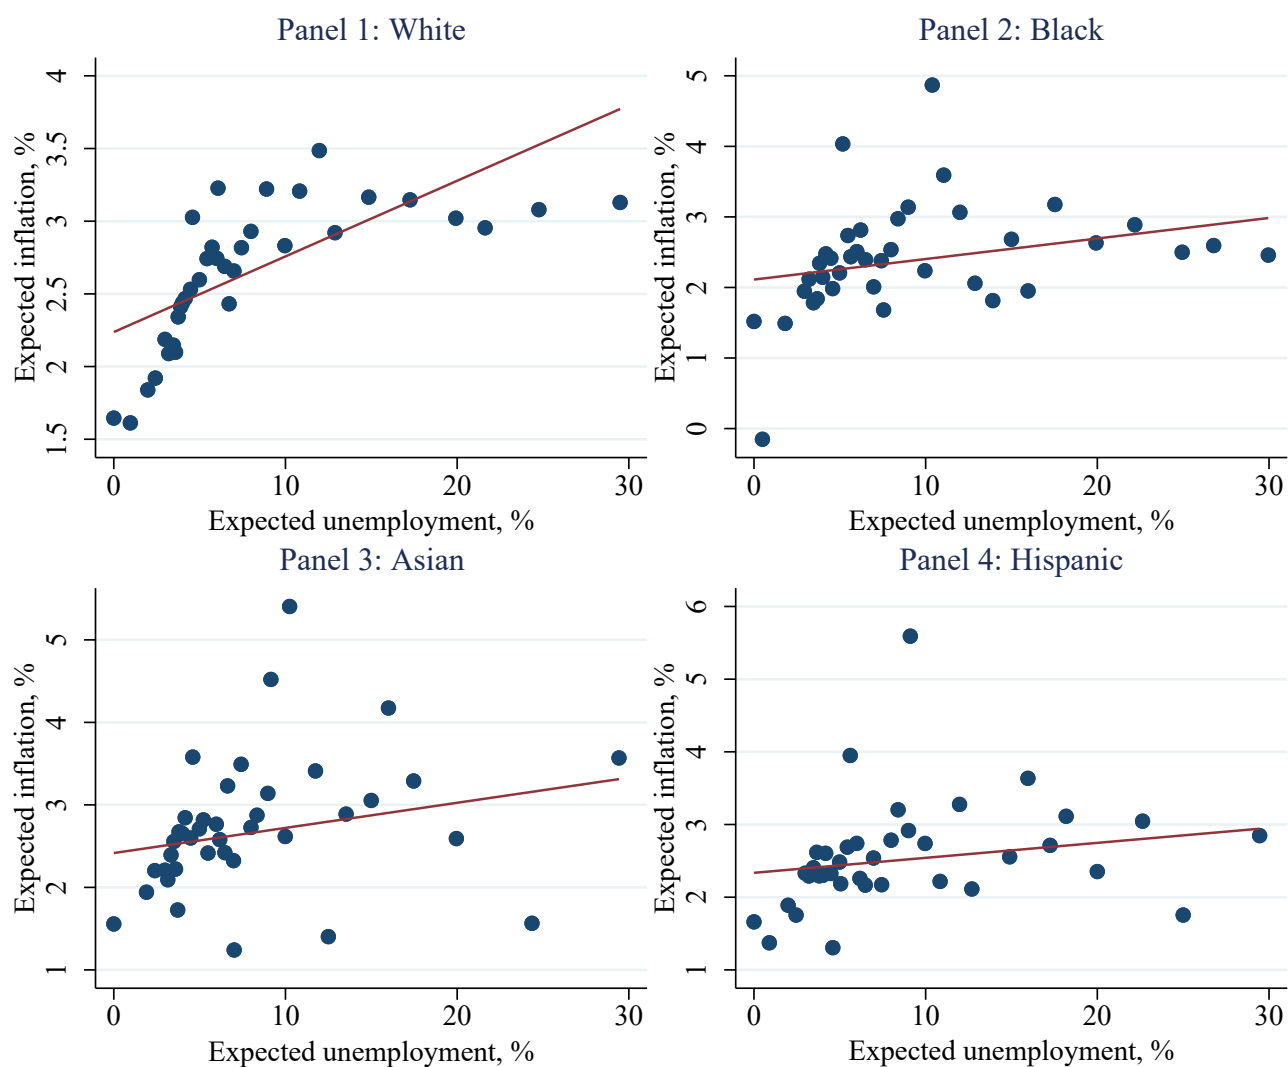 Panel 1: White
Expected inflation, %
4
3.5
3
2.5
2
1.5
0 10 20 30
Expected unemployment, %
Panel 2: Black
Expected inflation, %
5
4
3
2
1
0
0 10 20 30
Expected unemployment, %
Panel 3: Asian
Expected inflation, %
5
4
3
2
1
0 10 20 30
Expected unemployment, %
Panel 4: Hispanic
Expected inflation, %
6
5
4
3
2
1
0 10 20 30
Expected unemployment, %